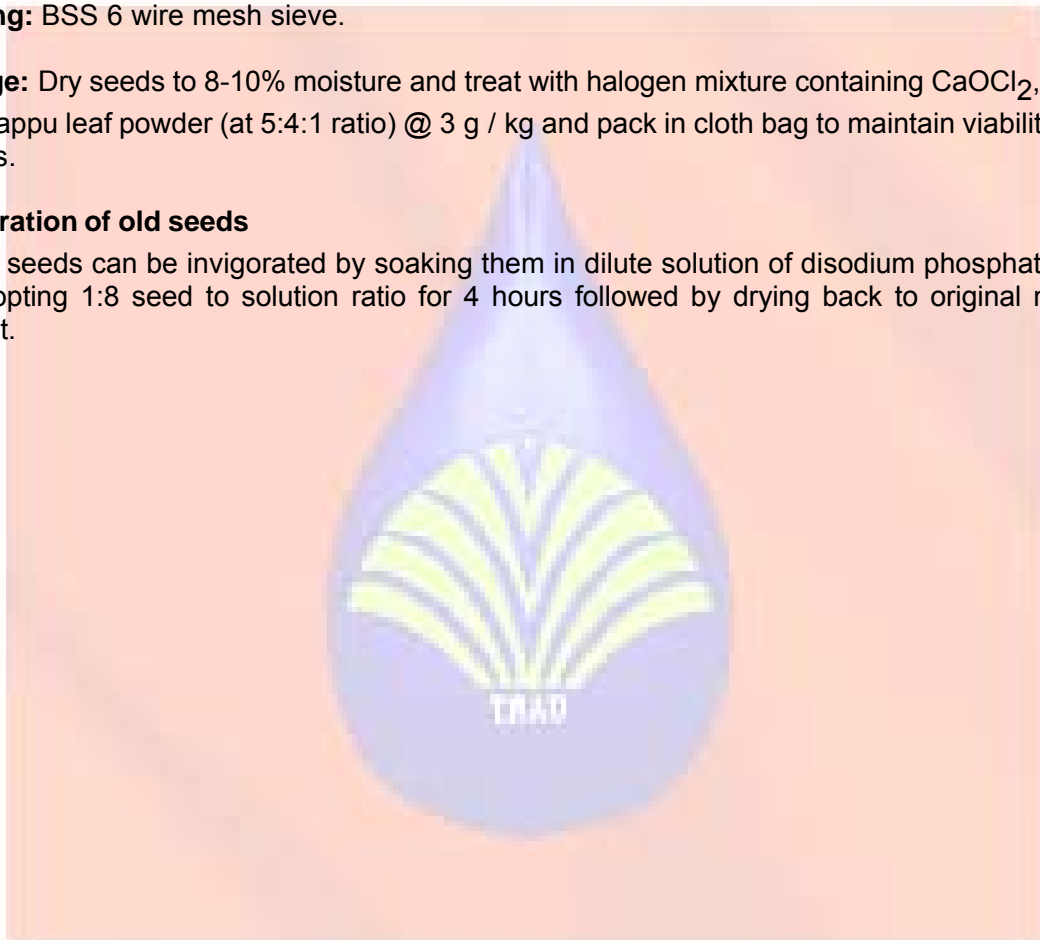 ng: BSS 6 wire mesh sieve.
ge: Dry seeds to 8-10% moisture and treat with halogen mixture containing CaOCl₂,
appu leaf powder (at 5:4:1 ratio) @ 3 g / kg and pack in cloth bag to maintain viabilit
s.
ration of old seeds
seeds can be invigorated by soaking them in dilute solution of disodium phosphat
opting 1:8 seed to solution ratio for 4 hours followed by drying back to original
t.
TNAU